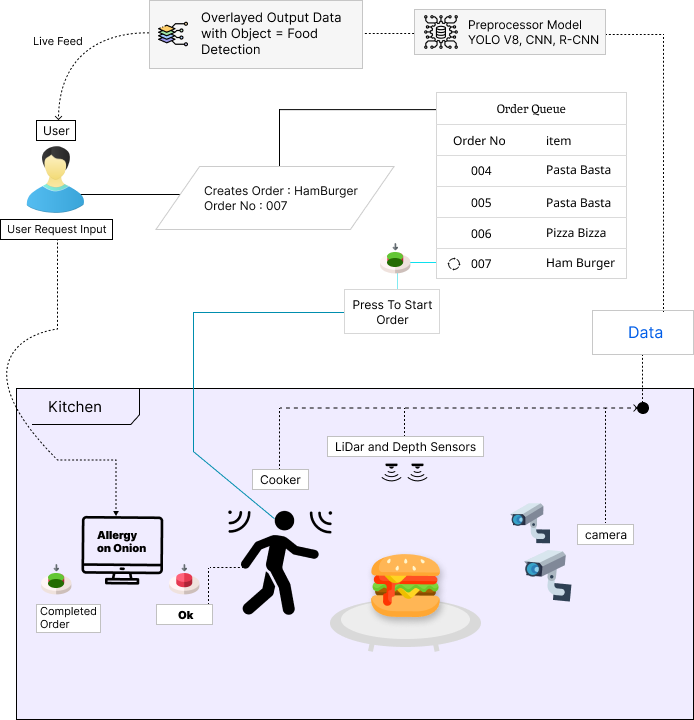 Overlayed Output Data
with Object = Food
Detection
Preprocessor Model
YOLO V8, CNN, R-CNN
Live Feed
User
Order Queue
Order No item
004 Pasta Basta
005 Pasta Basta
006 Pizza Bizza
007 Ham Burger
Creates Order : HamBurger
Order No : 007
User Request Input
Press To Start
Order
Data
Kitchen
LiDar and Depth Sensors
Cooker
camera
Allergy
on Onion
Completed
Order
Ok